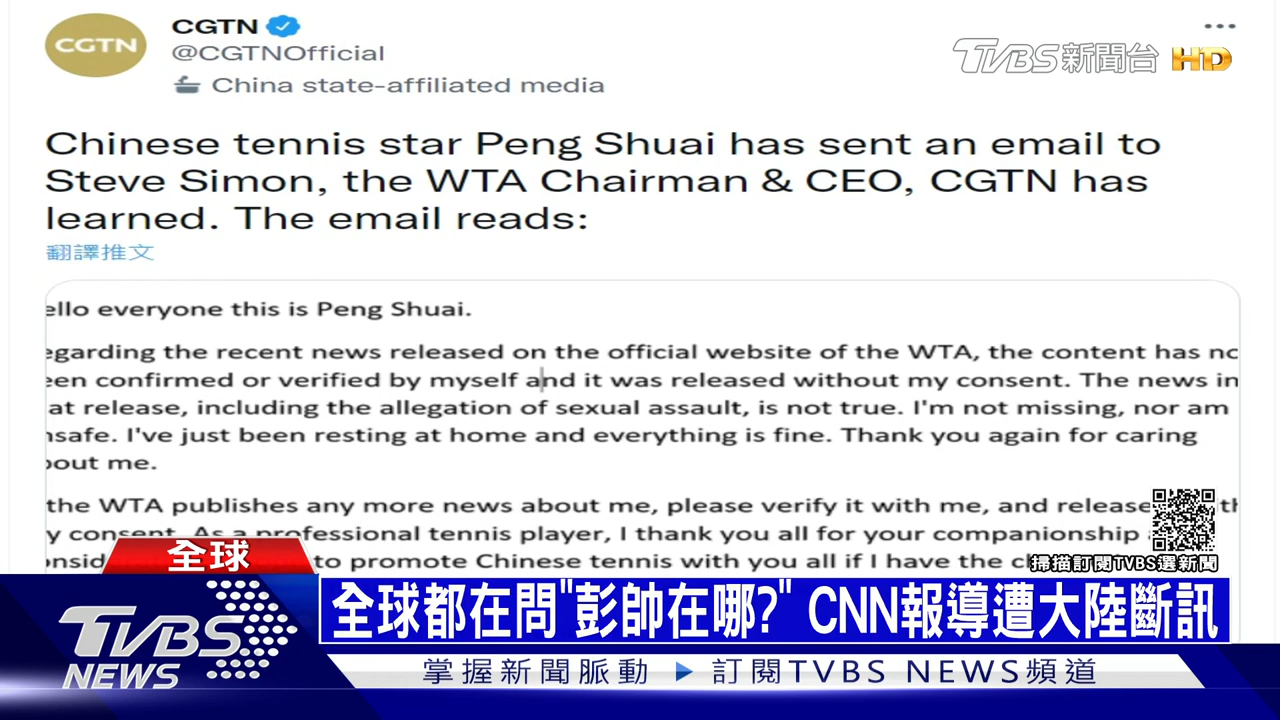 CGTN
CGTN
@CGTNOfficial
China state-affiliated media
TVBS新聞台 HD
Chinese tennis star Peng Shuai has sent an email to
Steve Simon, the WTA Chairman & CEO, CGTN has
learned. The email reads:
翻譯推文
ello everyone this is Peng Shuai.
egarding the recent news released on the official website of the WTA, the content has no
een confirmed or verified by myself and it was released without my consent. The news in
at release, including the allegation of sexual assault, is not true. I'm not missing, nor am
nsafe. I've just been resting at home and everything is fine. Thank you again for caring
bout me.
the WTA publishes any more news about me, please verify it with me, and release it
y consent. As a professional tennis player, I thank you all for your companionship
nsid to promote Chinese tennis with you all if I have the c
掃描訂閱TVBS選新聞
全球
全球都在問"彭帥在哪?" CNN報導遭大陸斷訊
TVBS
NEWS
掌握新聞脈動 ▶ 訂閱TVBS NEWS頻道